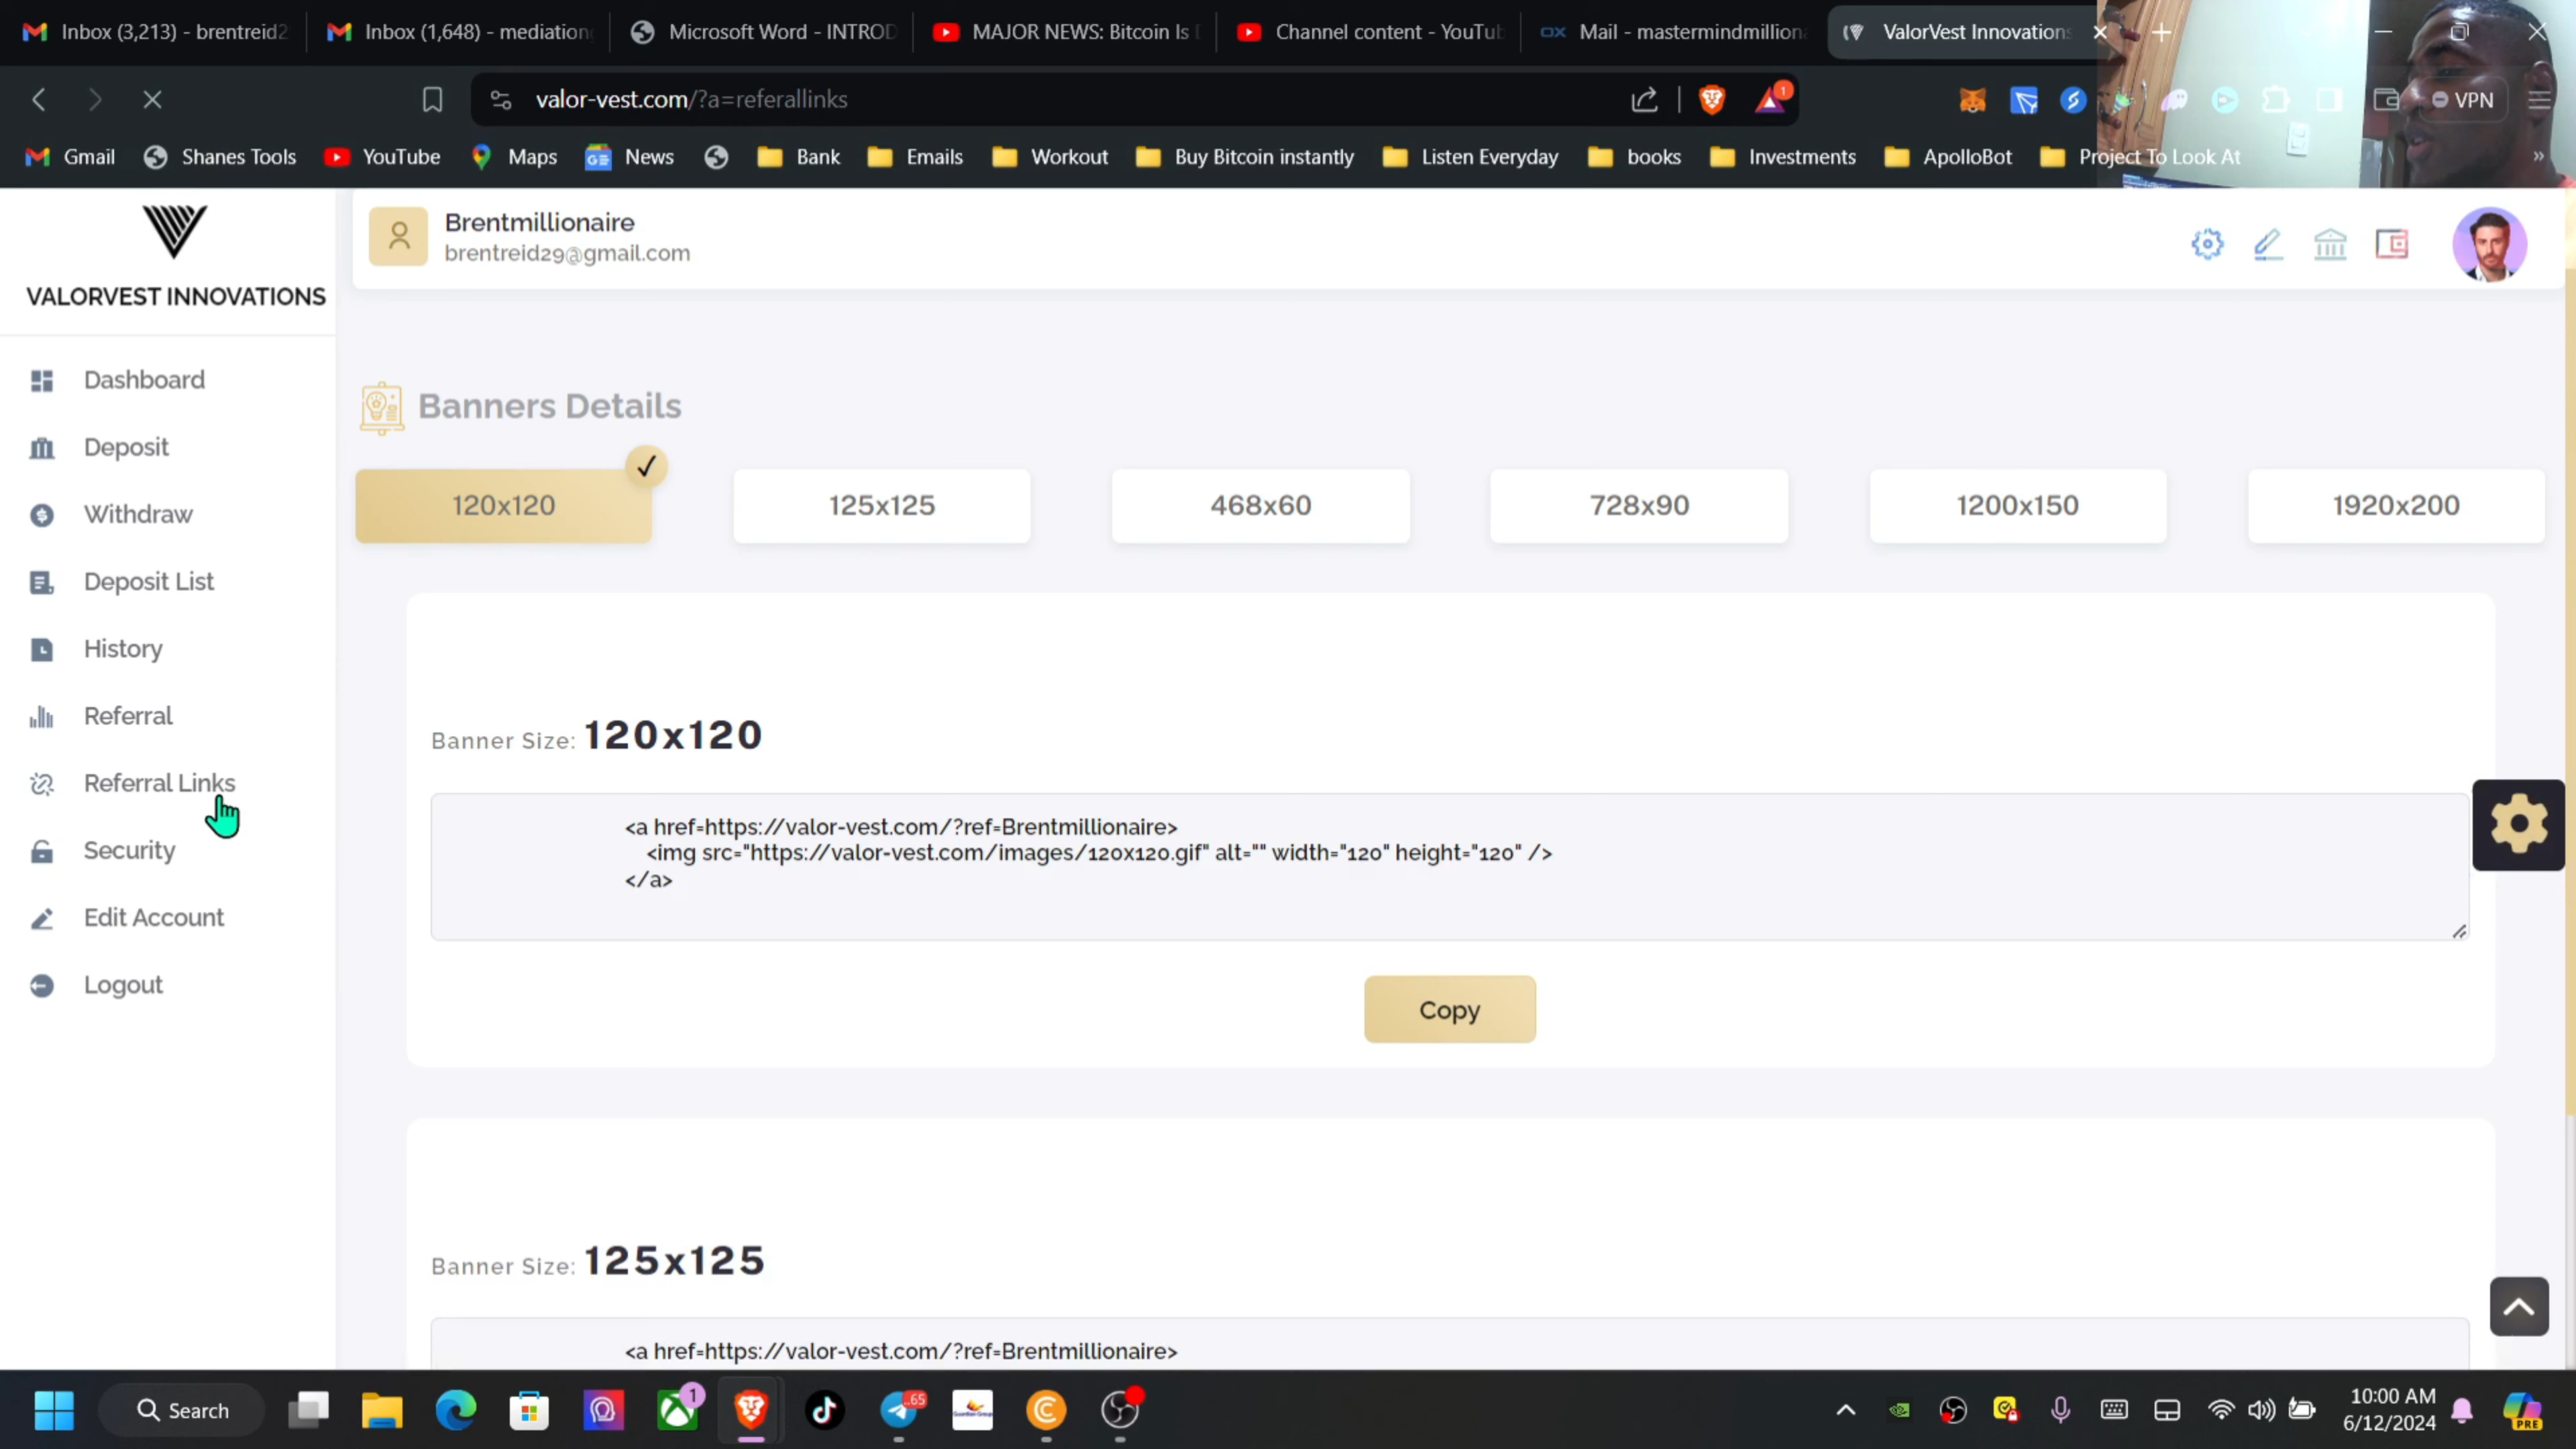 Inbox (3,213) - brentreid2
Inbox (1,648) - mediation
Microsoft Word - INTROD
MAJOR NEWS: Bitcoin Is
Channel content - YouTub
Mail - mastermindmillion
ValorVest Innovations
valor-vest.com/?a=referallinks
1
VPN
Gmail
Shanes Tools
YouTube
Maps
News
Bank
Emails
Workout
Buy Bitcoin instantly
Listen Everyday
books
Investments
ApolloBot
Project To Look At
VALORVEST INNOVATIONS
Brentmillionaire
brentreid29@gmail.com
Dashboard
Deposit
Withdraw
Deposit List
History
Referral
Referral Links
Security
Edit Account
Logout
Banners Details
120x120
125x125
468x60
728x90
1200x150
1920x200
Banner Size: 120x120
<a href=https://valor-vest.com/?ref=Brentmillionaire>
<img src="https://valor-vest.com/images/120x120.gif" alt="" width="120" height="120" />
</a>
Copy
Banner Size: 125x125
<a href=https://valor-vest.com/?ref=Brentmillionaire>
Search
1
65
10:00 AM
6/12/2024
PRE